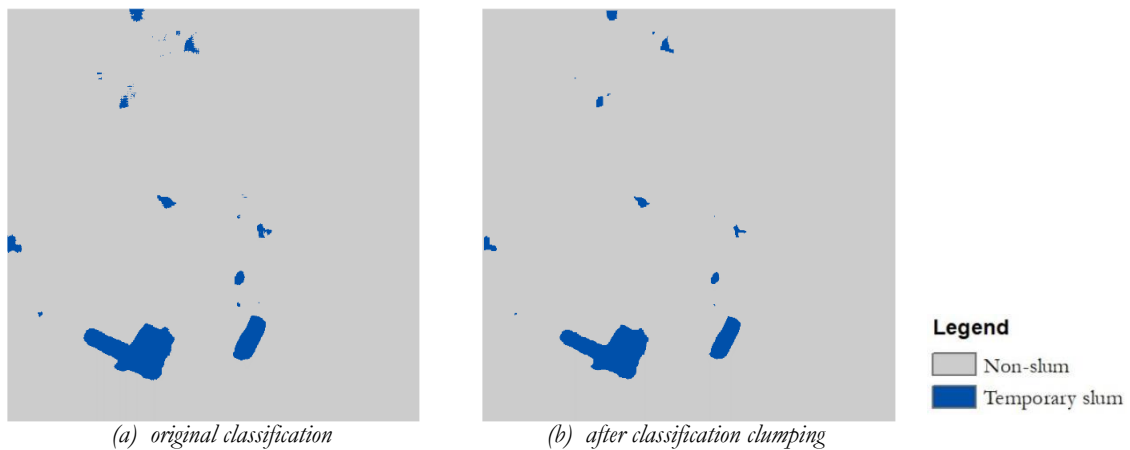 Legend
Non-slum
Temporary slum
(a) original classification
(b) after classification clumping